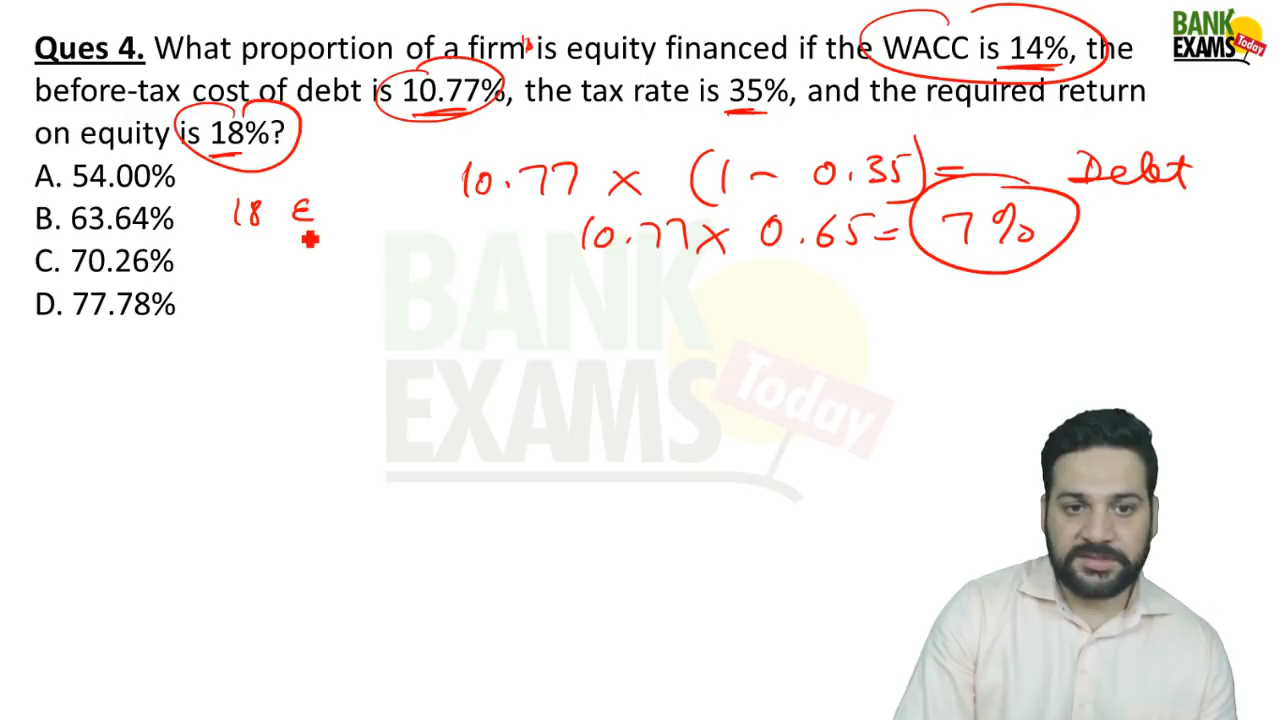 Ques 4. What proportion of a firm is equity financed if the WACC is 14%, the
before-tax cost of debt is 10.77%, the tax rate is 35%, and the required return
on equity is 18%?
A. 54.00%
B. 63.64%
C. 70.26%
D. 77.78%
10.77 x (1 - 0.35) =
Debt
18 E
10.77 x 0.65 = 7%
BANK
EXAMS
Today
BANK
EXAMS
Today